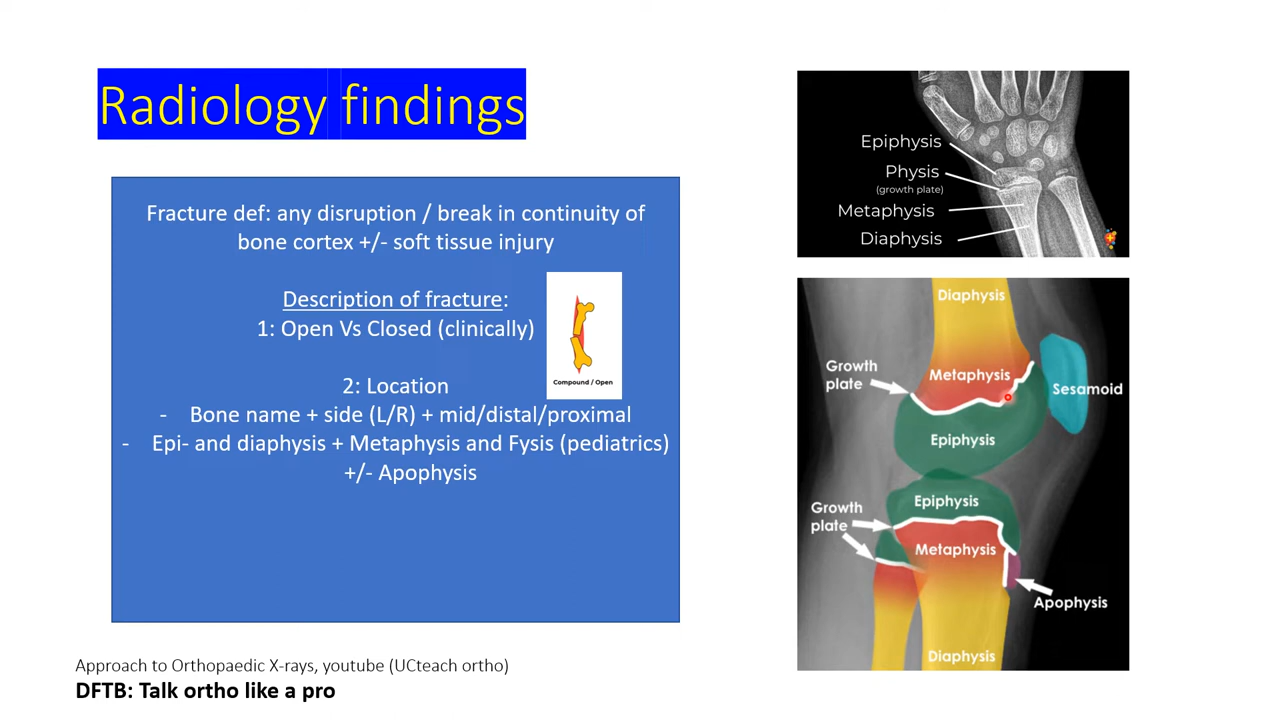 Radiology findings
Fracture def: any disruption / break in continuity of
bone cortex +/- soft tissue injury
Description of fracture:
1: Open Vs Closed (clinically)
Compound / Open
2: Location
- Bone name + side (L/R) + mid/distal/proximal
- Epi- and diaphysis + Metaphysis and Fysis (pediatrics)
+/- Apophysis
Approach to Orthopaedic X-rays, youtube (UCteach ortho)
DFTB: Talk ortho like a pro
Epiphysis
Physis
(growth plate)
Metaphysis
Diaphysis
Diaphysis
Growth
plate
Metaphysis
Sesamoid
Epiphysis
Epiphysis
Growth
plate
Metaphysis
Apophysis
Diaphysis